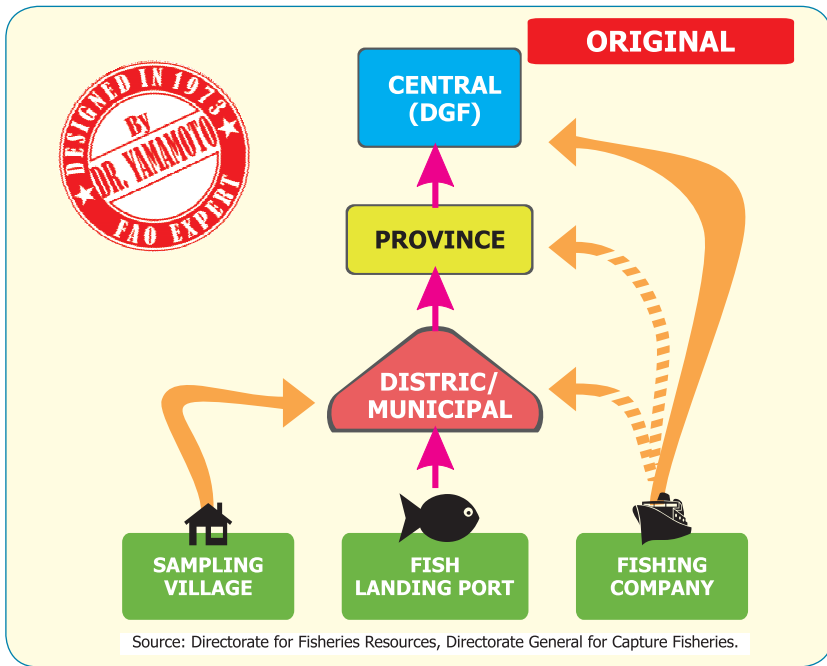 ORIGINAL
DESIGNED IN 1973
By
DR. YAMAMOTO
FAO EXPERT
CENTRAL
(DGF)
PROVINCE
DISTRIC/
MUNICIPAL
SAMPLING
VILLAGE
FISH
LANDING PORT
FISHING
COMPANY
Source: Directorate for Fisheries Resources, Directorate General for Capture Fisheries.